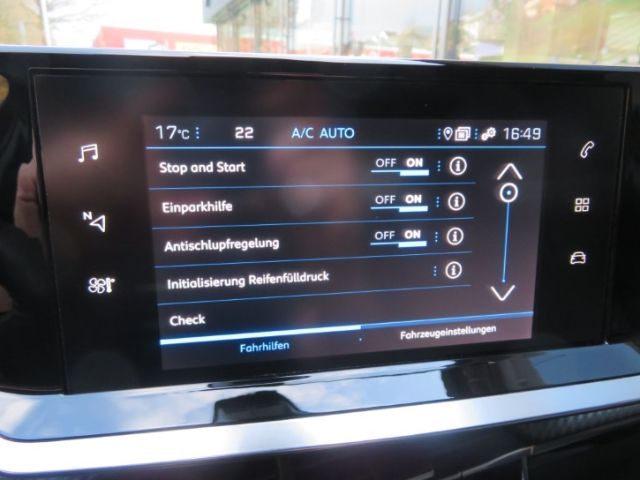 17°C 22 A/C AUTO 16:49
Stop and Start OFF ON
Einparkhilfe OFF ON
Antischlupfregelung OFF ON
Initialisierung Reifenfülldruck
Check
Fahrhilfen Fahrzeugeinstellungen
N